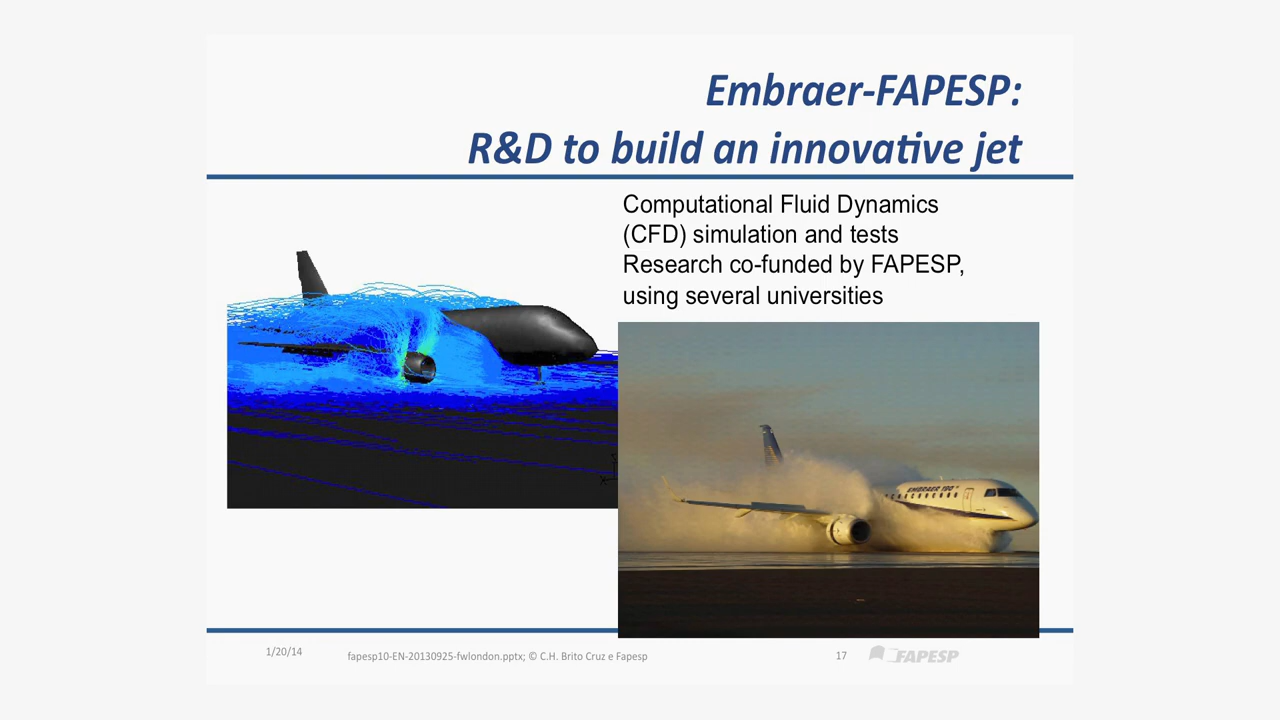 Embraer-FAPESP:
R&D to build an innovative jet
Computational Fluid Dynamics
(CFD) simulation and tests
Research co-funded by FAPESP,
using several universities
EMBRAER 190
1/20/14
fapesp10-EN-20130925-fwlondon.pptx; © C.H. Brito Cruz e Fapesp
17
FAPESP